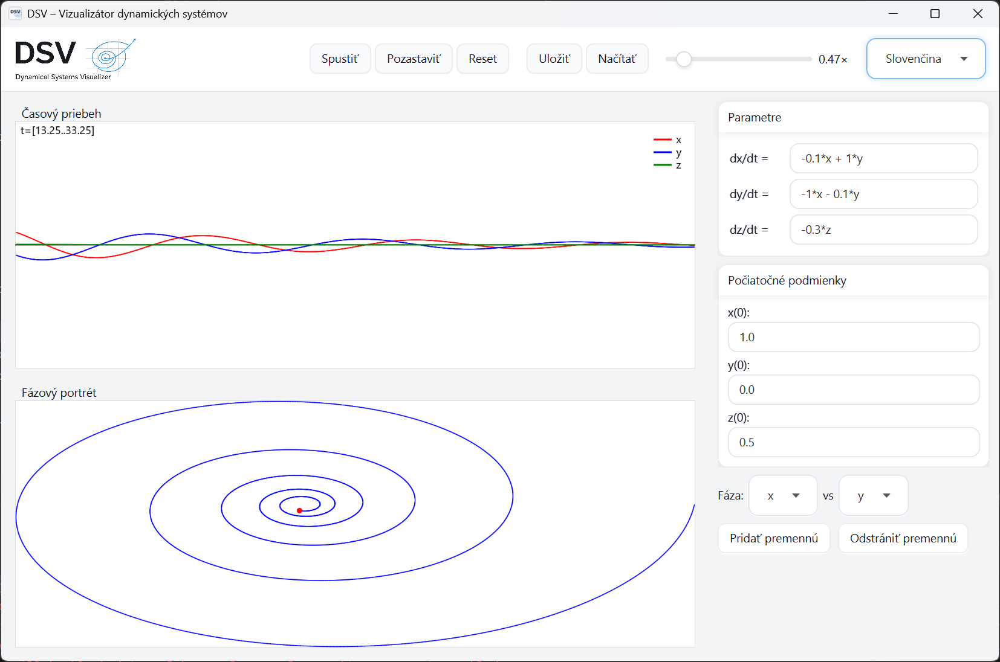 DSV DSV – Vizualizátor dynamických systémov
DSV
Dynamical Systems Visualizer
Spustiť Pozastaviť Reset Uložiť Načítať 0.47× Slovenčina
Časový priebeh
t=[13.25..33.25]
x
y
z
Fázový portrét
Parametre
dx/dt = -0.1*x + 1*y
dy/dt = -1*x - 0.1*y
dz/dt = -0.3*z
Počiatočné podmienky
x(0):
1.0
y(0):
0.0
z(0):
0.5
Fáza: x vs y
Pridať premennú Odstrániť premennú